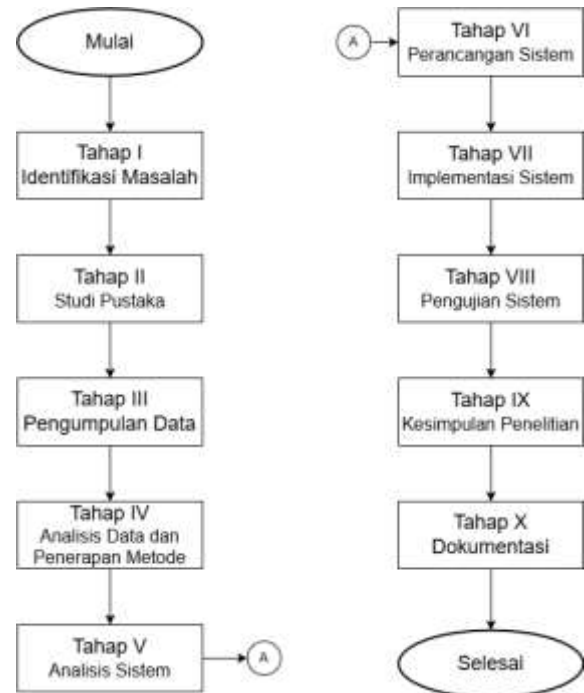 Mulai
Tahap I
Identifikasi Masalah
Tahap II
Studi Pustaka
Tahap III
Pengumpulan Data
Tahap IV
Analisis Data dan
Penerapan Metode
Tahap V
Analisis Sistem
A
A
Tahap VI
Perancangan Sistem
Tahap VII
Implementasi Sistem
Tahap VIII
Pengujian Sistem
Tahap IX
Kesimpulan Penelitian
Tahap X
Dokumentasi
Selesai